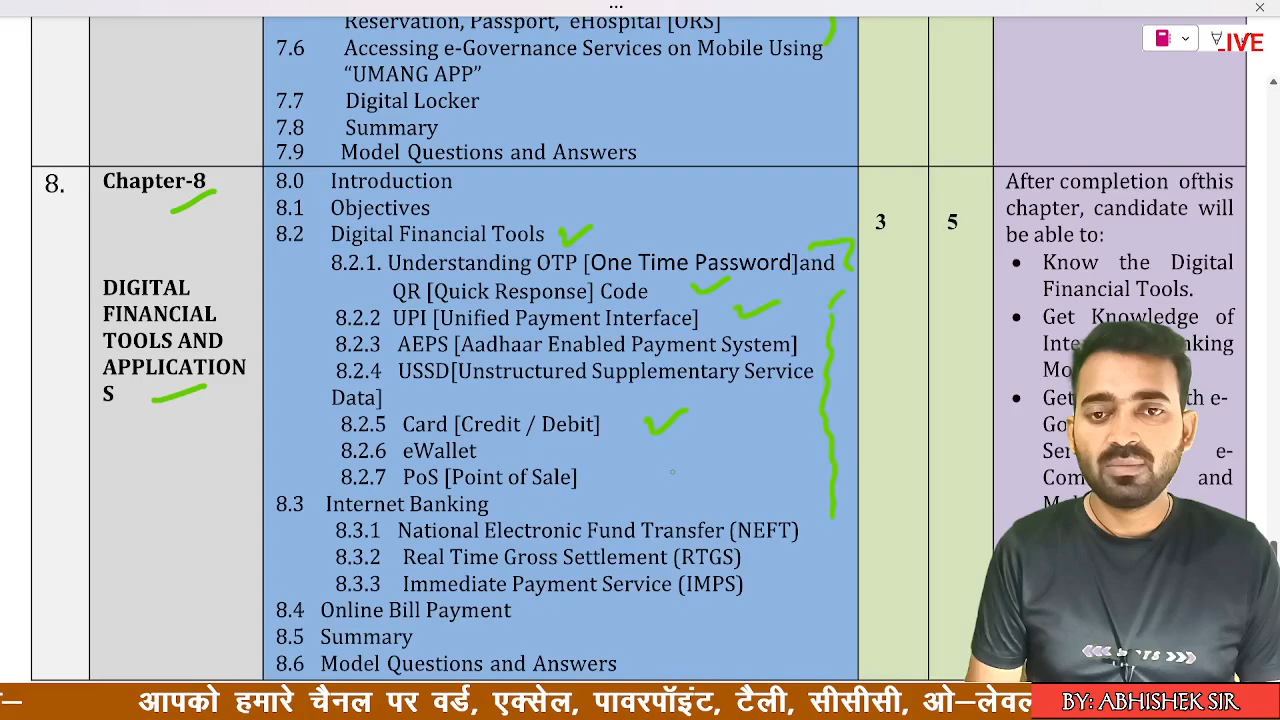 Reservation, Passport, eHospital [ORS]
7.6 Accessing e-Governance Services on Mobile Using
“UMANG APP”
7.7 Digital Locker
7.8 Summary
7.9 Model Questions and Answers
LIVE
8.
Chapter-8
DIGITAL
FINANCIAL
TOOLS AND
APPLICATION
S
8.0 Introduction
8.1 Objectives
8.2 Digital Financial Tools
8.2.1. Understanding OTP [One Time Password]and
QR [Quick Response] Code
8.2.2 UPI [Unified Payment Interface]
8.2.3 AEPS [Aadhaar Enabled Payment System]
8.2.4 USSD[Unstructured Supplementary Service
Data]
8.2.5 Card [Credit / Debit]
8.2.6 eWallet
8.2.7 PoS [Point of Sale]
8.3 Internet Banking
8.3.1 National Electronic Fund Transfer (NEFT)
8.3.2 Real Time Gross Settlement (RTGS)
8.3.3 Immediate Payment Service (IMPS)
8.4 Online Bill Payment
8.5 Summary
8.6 Model Questions and Answers
3
5
After completion ofthis
chapter, candidate will
be able to:
• Know the Digital
Financial Tools.
• Get Knowledge of
आपको हमारे चैनल पर वर्ड, एक्सेल, पावरपॉइंट, टैली, सीसीसी, ओ–लेवल
BY: ABHISHEK SIR